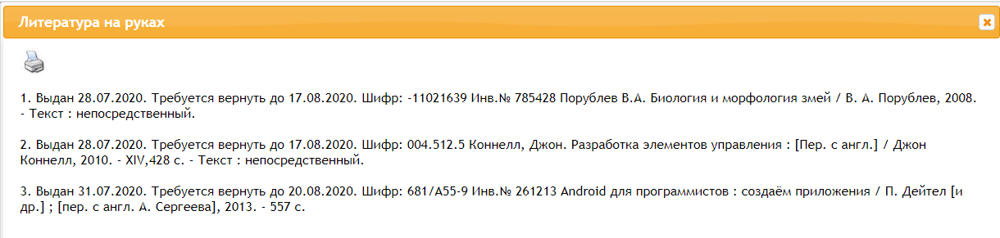 Литература на руках
1. Выдан 28.07.2020. Требуется вернуть до 17.08.2020. Шифр: -11021639 Инв.№ 785428 Порублев В.А. Биология и морфология змей / В. А. Порублев, 2008.
- Текст : непосредственный.
2. Выдан 28.07.2020. Требуется вернуть до 17.08.2020. Шифр: 004.512.5 Коннелл, Джон. Разработка элементов управления : [Пер. с англ.] / Джон
Коннелл, 2010. - XIV,428 с. - Текст : непосредственный.
3. Выдан 31.07.2020. Требуется вернуть до 20.08.2020. Шифр: 681/А55-9 Инв.№ 261213 Android для программистов : создаём приложения / П. Дейтел [и
др.] ; [пер. с англ. А. Сергеева], 2013. - 557 с.